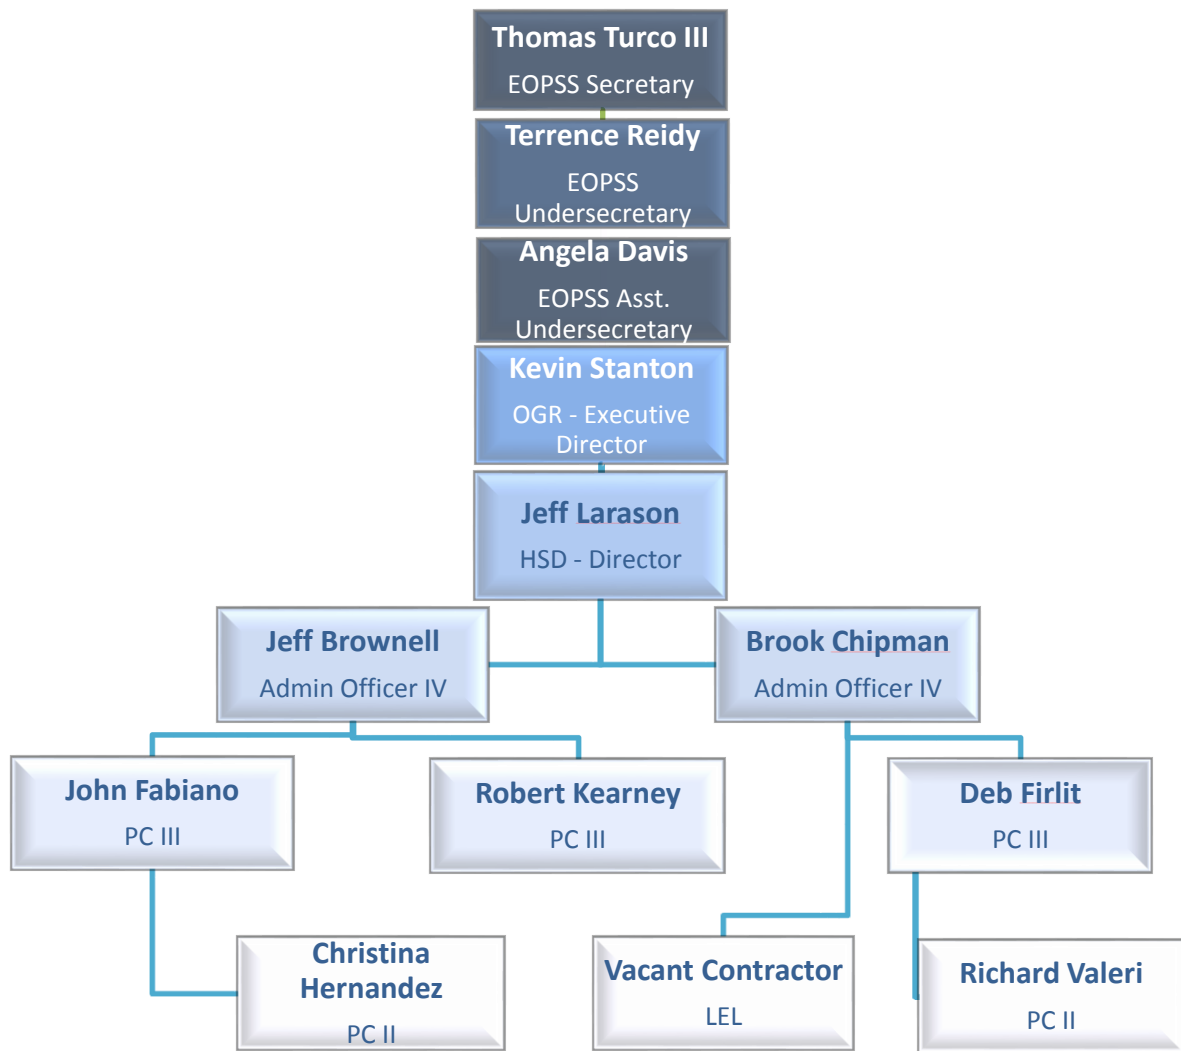 Thomas Turco III
EOPSS Secretary
Terrence Reidy
EOPSS
Undersecretary
Angela Davis
EOPSS Asst.
Undersecretary
Kevin Stanton
OGR - Executive
Director
Jeff Larason
HSD - Director
Jeff Brownell
Admin Officer IV
Brook Chipman
Admin Officer IV
John Fabiano
PC III
Robert Kearney
PC III
Deb Firlit
PC III
Christina
Hernandez
PC II
Vacant Contractor
LEL
Richard Valeri
PC II